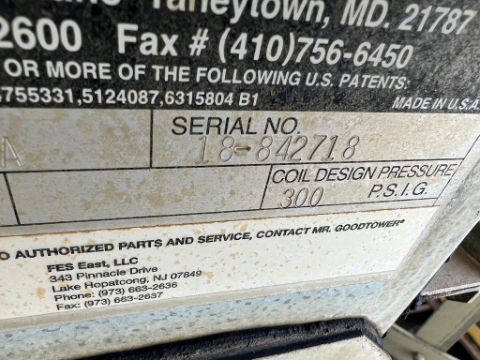 Taneytown, MD. 21787
2600 Fax # (410)756-6450
OR MORE OF THE FOLLOWING U.S. PATENTS:
755331,5124087,6315804 B1
MADE IN U.S.A.
SERIAL NO.
A 18-842718
COIL DESIGN PRESSURE
300 P.S.I.G.
O AUTHORIZED PARTS AND SERVICE, CONTACT MR. GOODTOWER®
FES East, LLC
343 Pinnacle Drive
Lake Hopatcong, NJ 07849
Phone: (973) 663-2636
Fax: (973) 663-2637